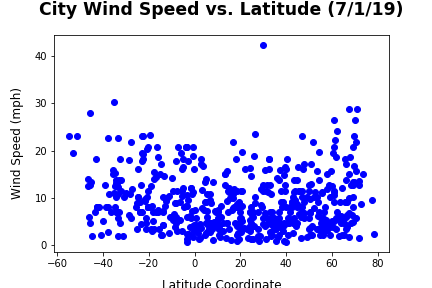 City Wind Speed vs. Latitude (7/1/19)
Wind Speed (mph)
40
30
20
10
0
−60 −40 −20 0 20 40 60 80
Latitude Coordinate